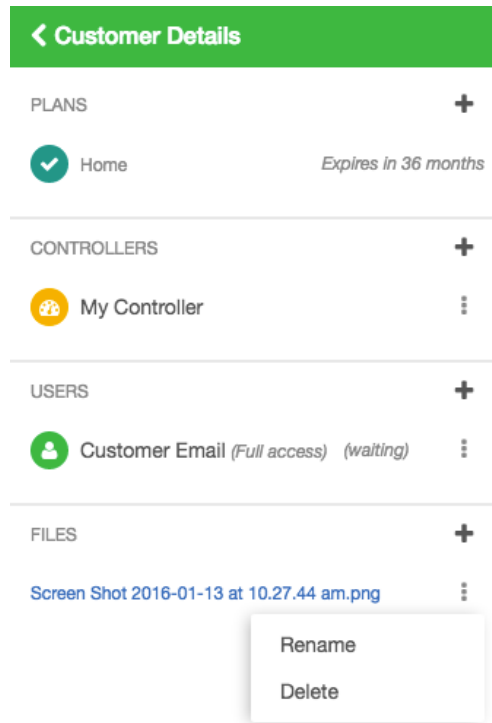 Customer Details
PLANS
Home Expires in 36 months
CONTROLLERS
My Controller
USERS
Customer Email (Full access) (waiting)
FILES
Screen Shot 2016-01-13 at 10.27.44 am.png
Rename
Delete